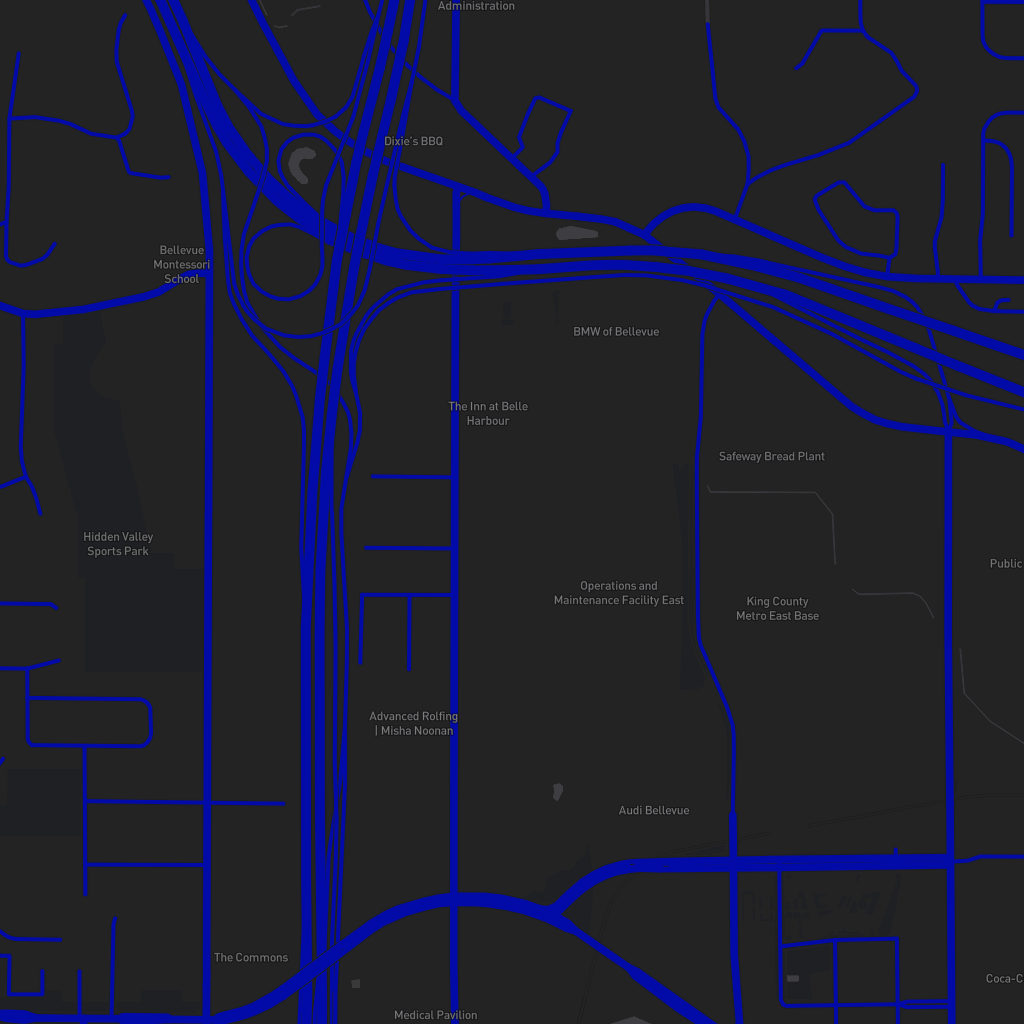 Administration
Dixie's BBQ
Bellevue
Montessori
School
BMW of Bellevue
The Inn at Belle
Harbour
Safeway Bread Plant
Hidden Valley
Sports Park
Public
Operations and
Maintenance Facility East
King County
Metro East Base
Advanced Rolfing
| Misha Noonan
Audi Bellevue
The Commons
Coca-C
Medical Pavilion